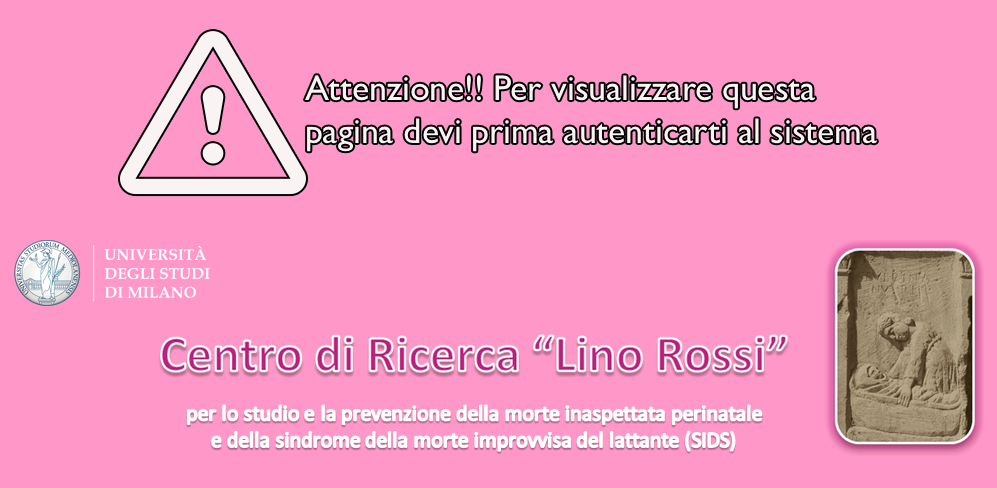 Attenzione!! Per visualizzare questa
pagina devi prima autenticarti al sistema
UNIVERSITÀ
DEGLI STUDI
DI MILANO
Centro di Ricerca “Lino Rossi”
per lo studio e la prevenzione della morte inaspettata perinatale
e della sindrome della morte improvvisa del lattante (SIDS)